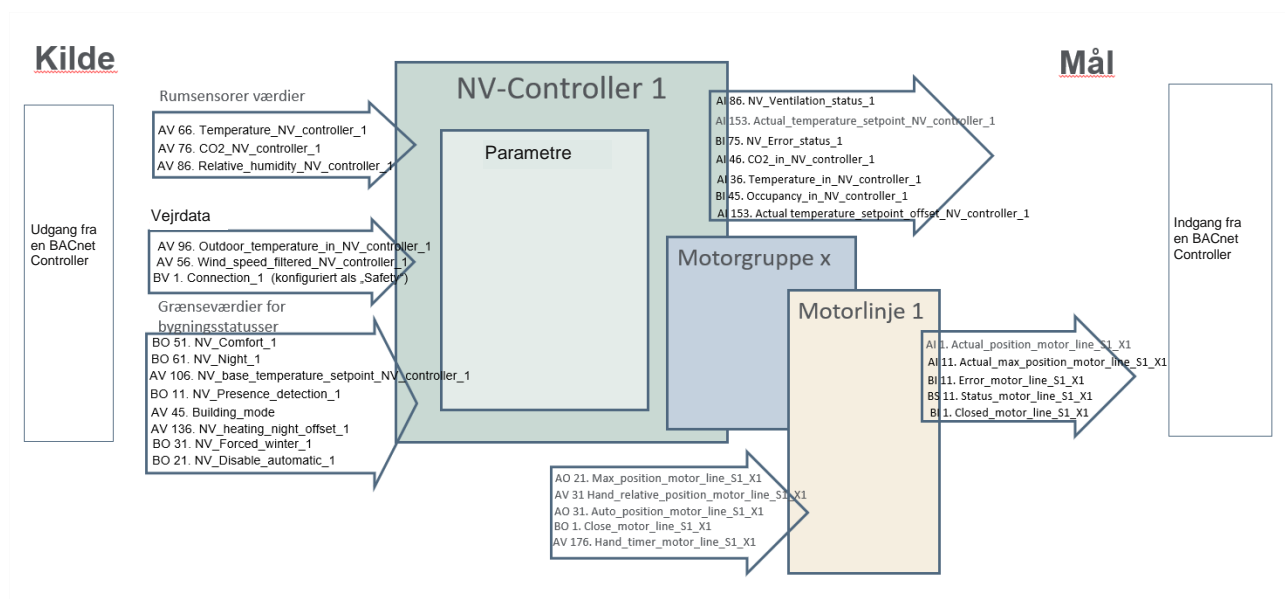 Kilde
Mål
NV-Controller 1
Parametre
Udgang fra
en BACnet
Controller
Rumsensorer værdier
AV 66. Temperature_NV_controller_1
AV 76. CO2_NV_controller_1
AV 86. Relative_humidity_NV_controller_1
Vejrdata
AV 96. Outdoor_temperature_in_NV_controller_1
AV 56. Wind_speed_filtered_NV_controller_1
BV 1. Connection_1 (konfiguriert als „Safety“)
Grænseværdier for
bygningsstatusser
BO 51. NV_Comfort_1
BO 61. NV_Night_1
AV 106. NV_base_temperature_setpoint_NV_controller_1
BO 11. NV_Presence_detection_1
AV 45. Building_mode
AV 136. NV_heating_night_offset_1
BO 31. NV_Forced_winter_1
BO 21. NV_Disable_automatic_1
AI 86. NV_Ventilation_status_1
AI 153. Actual_temperature_setpoint_NV_controller_1
BI 75. NV_Error_status_1
AI 46. CO2_in_NV_controller_1
AI 36. Temperature_in_NV_controller_1
BI 45. Occupancy_in_NV_controller_1
AI 153. Actual temperature_setpoint_offset_NV_controller_1
Motorgruppe x
Motorlinje 1
AI 1. Actual_position_motor_line_S1_X1
AI 11. Actual_max_position_motor_line_S1_X1
BI 11. Error_motor_line_S1_X1
BS 11. Status_motor_line_S1_X1
BI 1. Closed_motor_line_S1_X1
AO 21. Max_position_motor_line_S1_X1
AV 31 Hand_relative_position_motor_line_S1_X1
AO 31. Auto_position_motor_line_S1_X1
BO 1. Close_motor_line_S1_X1
AV 176. Hand_timer_motor_line_S1_X1
Indgang fra
en BACnet
Controller